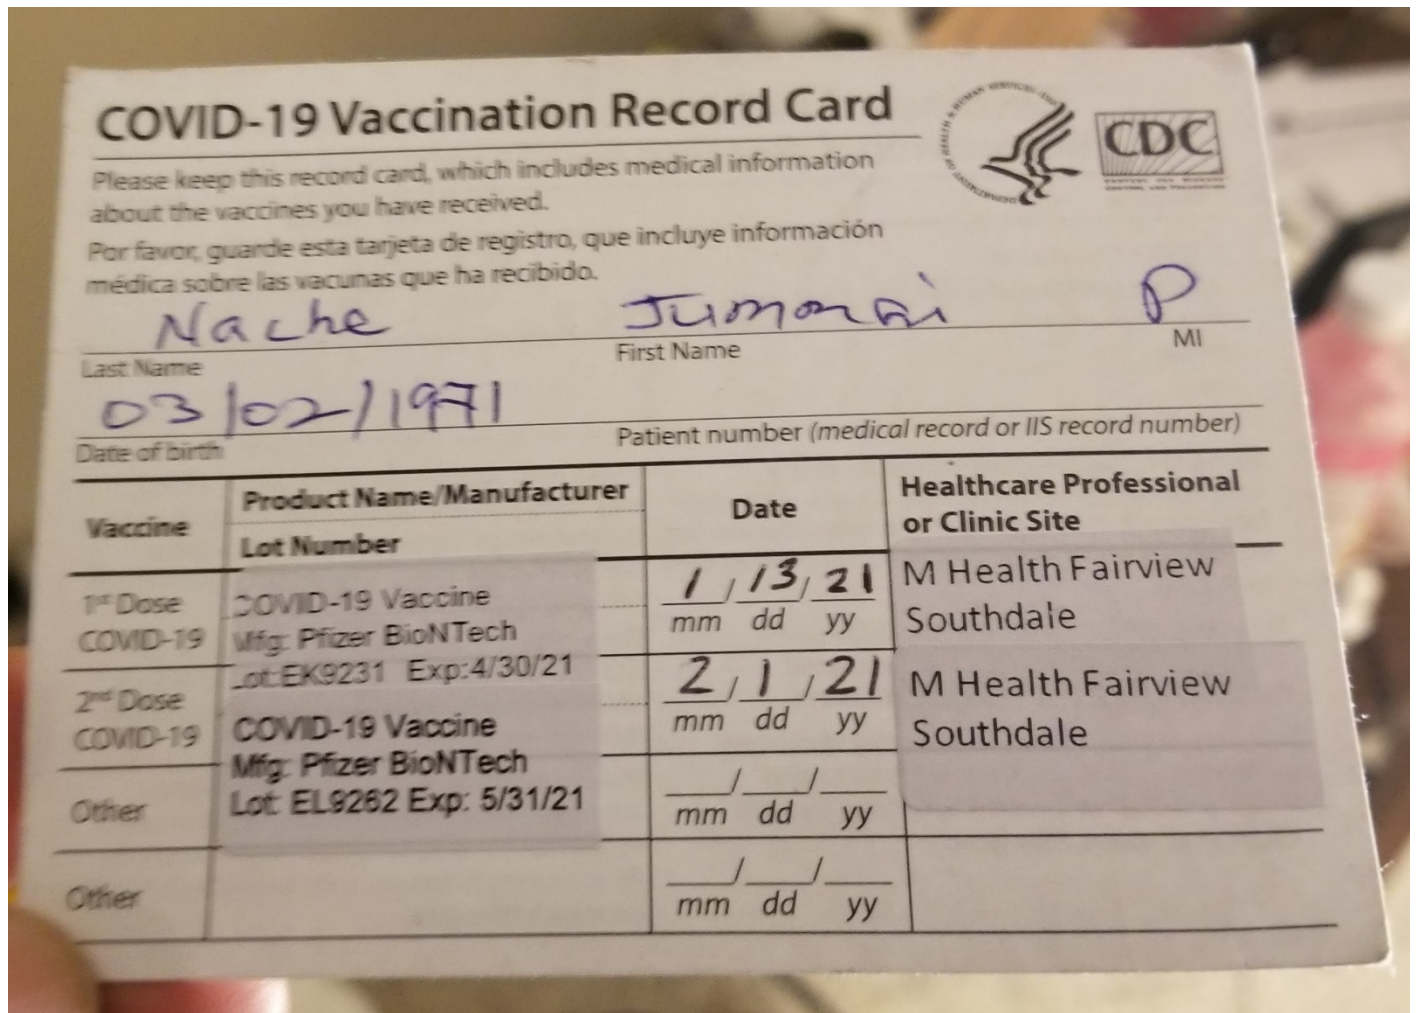 COVID-19 Vaccination Record Card
CDC
Please keep this record card, which includes medical information
about the vaccines you have received.
Por favor, guarde esta tarjeta de registro, que incluye información
médica sobre las vacunas que ha recibido.
Nache P
Last Name First Name MI
03/02/1971
Date of birth Patient number (medical record or IIS record number)
Vaccine Product Name/Manufacturer Date Healthcare Professional
or Clinic Site
Lot Number
1st Dose
COVID-19
COVID-19 Vaccine
Mfg: Pfizer BioNTech
Lot:EK9231 Exp:4/30/21
1/13/21
mm dd yy
M Health Fairview
Southdale
2nd Dose
COVID-19
COVID-19 Vaccine
Mfg: Pfizer BioNTech
Lot: EL9262 Exp: 5/31/21
2/1/21
mm dd yy
M Health Fairview
Southdale
Other
__/__/__
mm dd yy
Other
__/__/__
mm dd yy